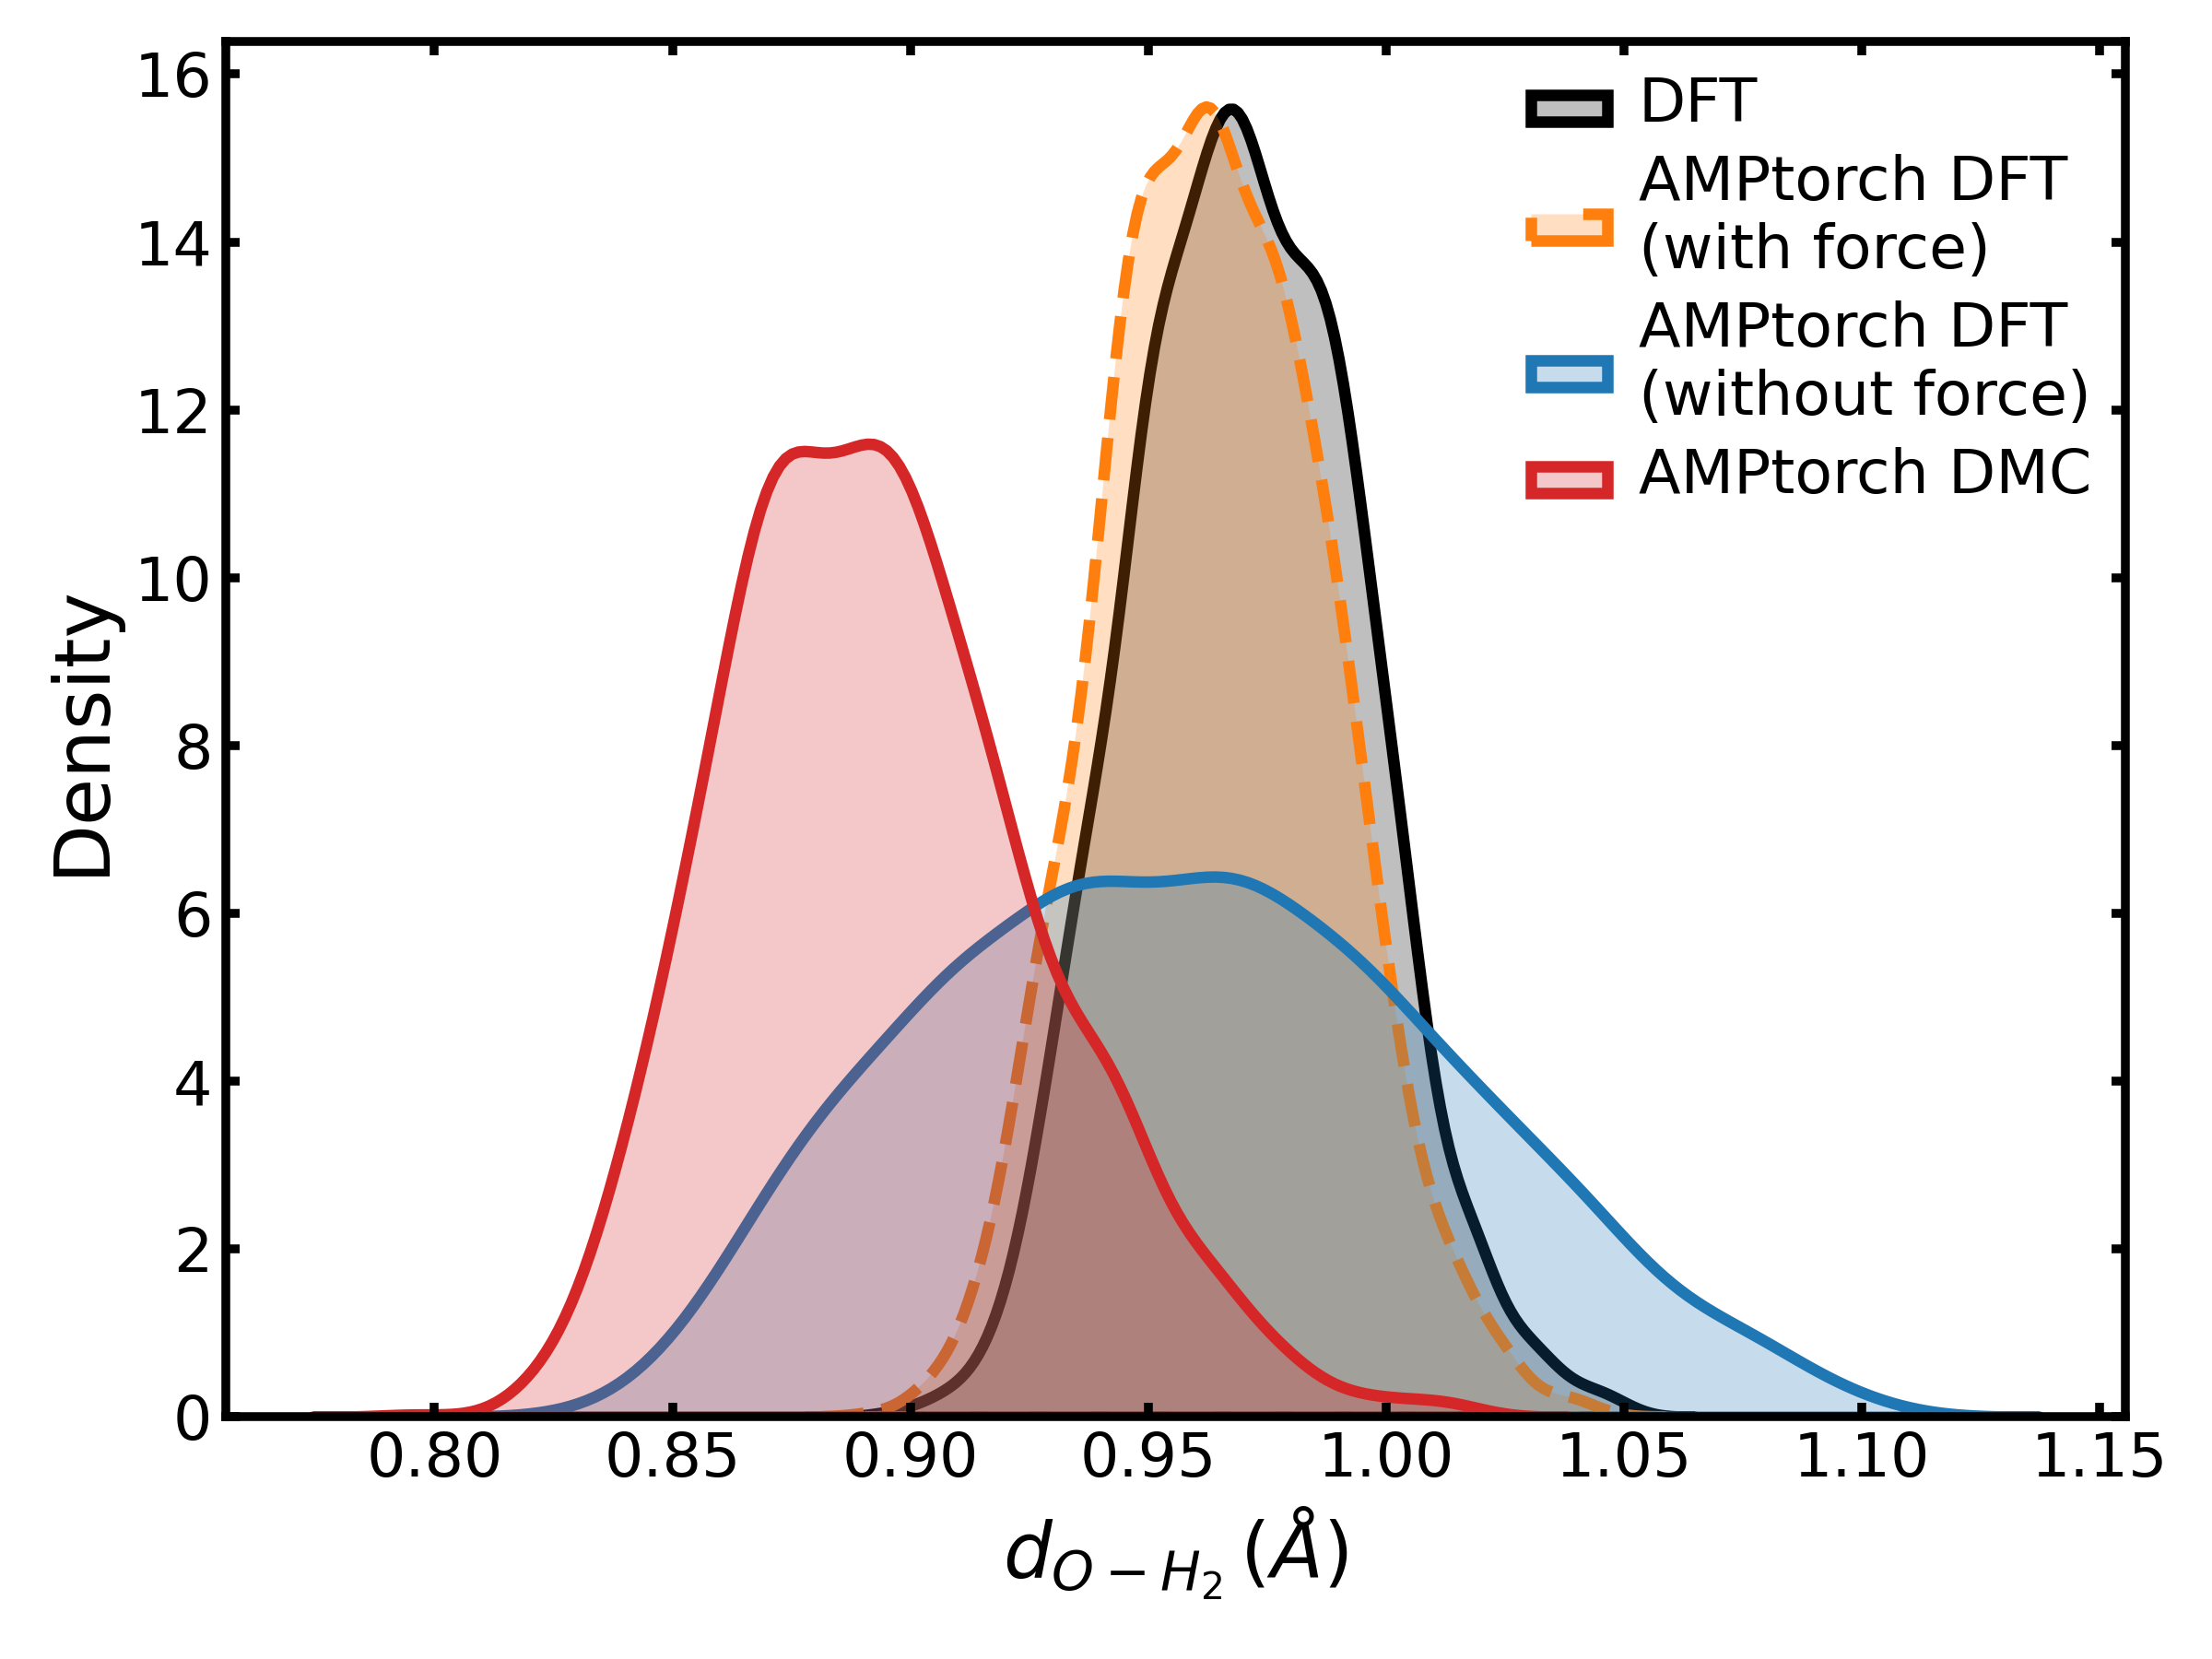 16
14
12
10
8
6
4
2
0
Density
DFT
AMPtorch DFT
(with force)
AMPtorch DFT
(without force)
AMPtorch DMC
0.80 0.85 0.90 0.95 1.00 1.05 1.10 1.15
d_{O-H_2} (Å)